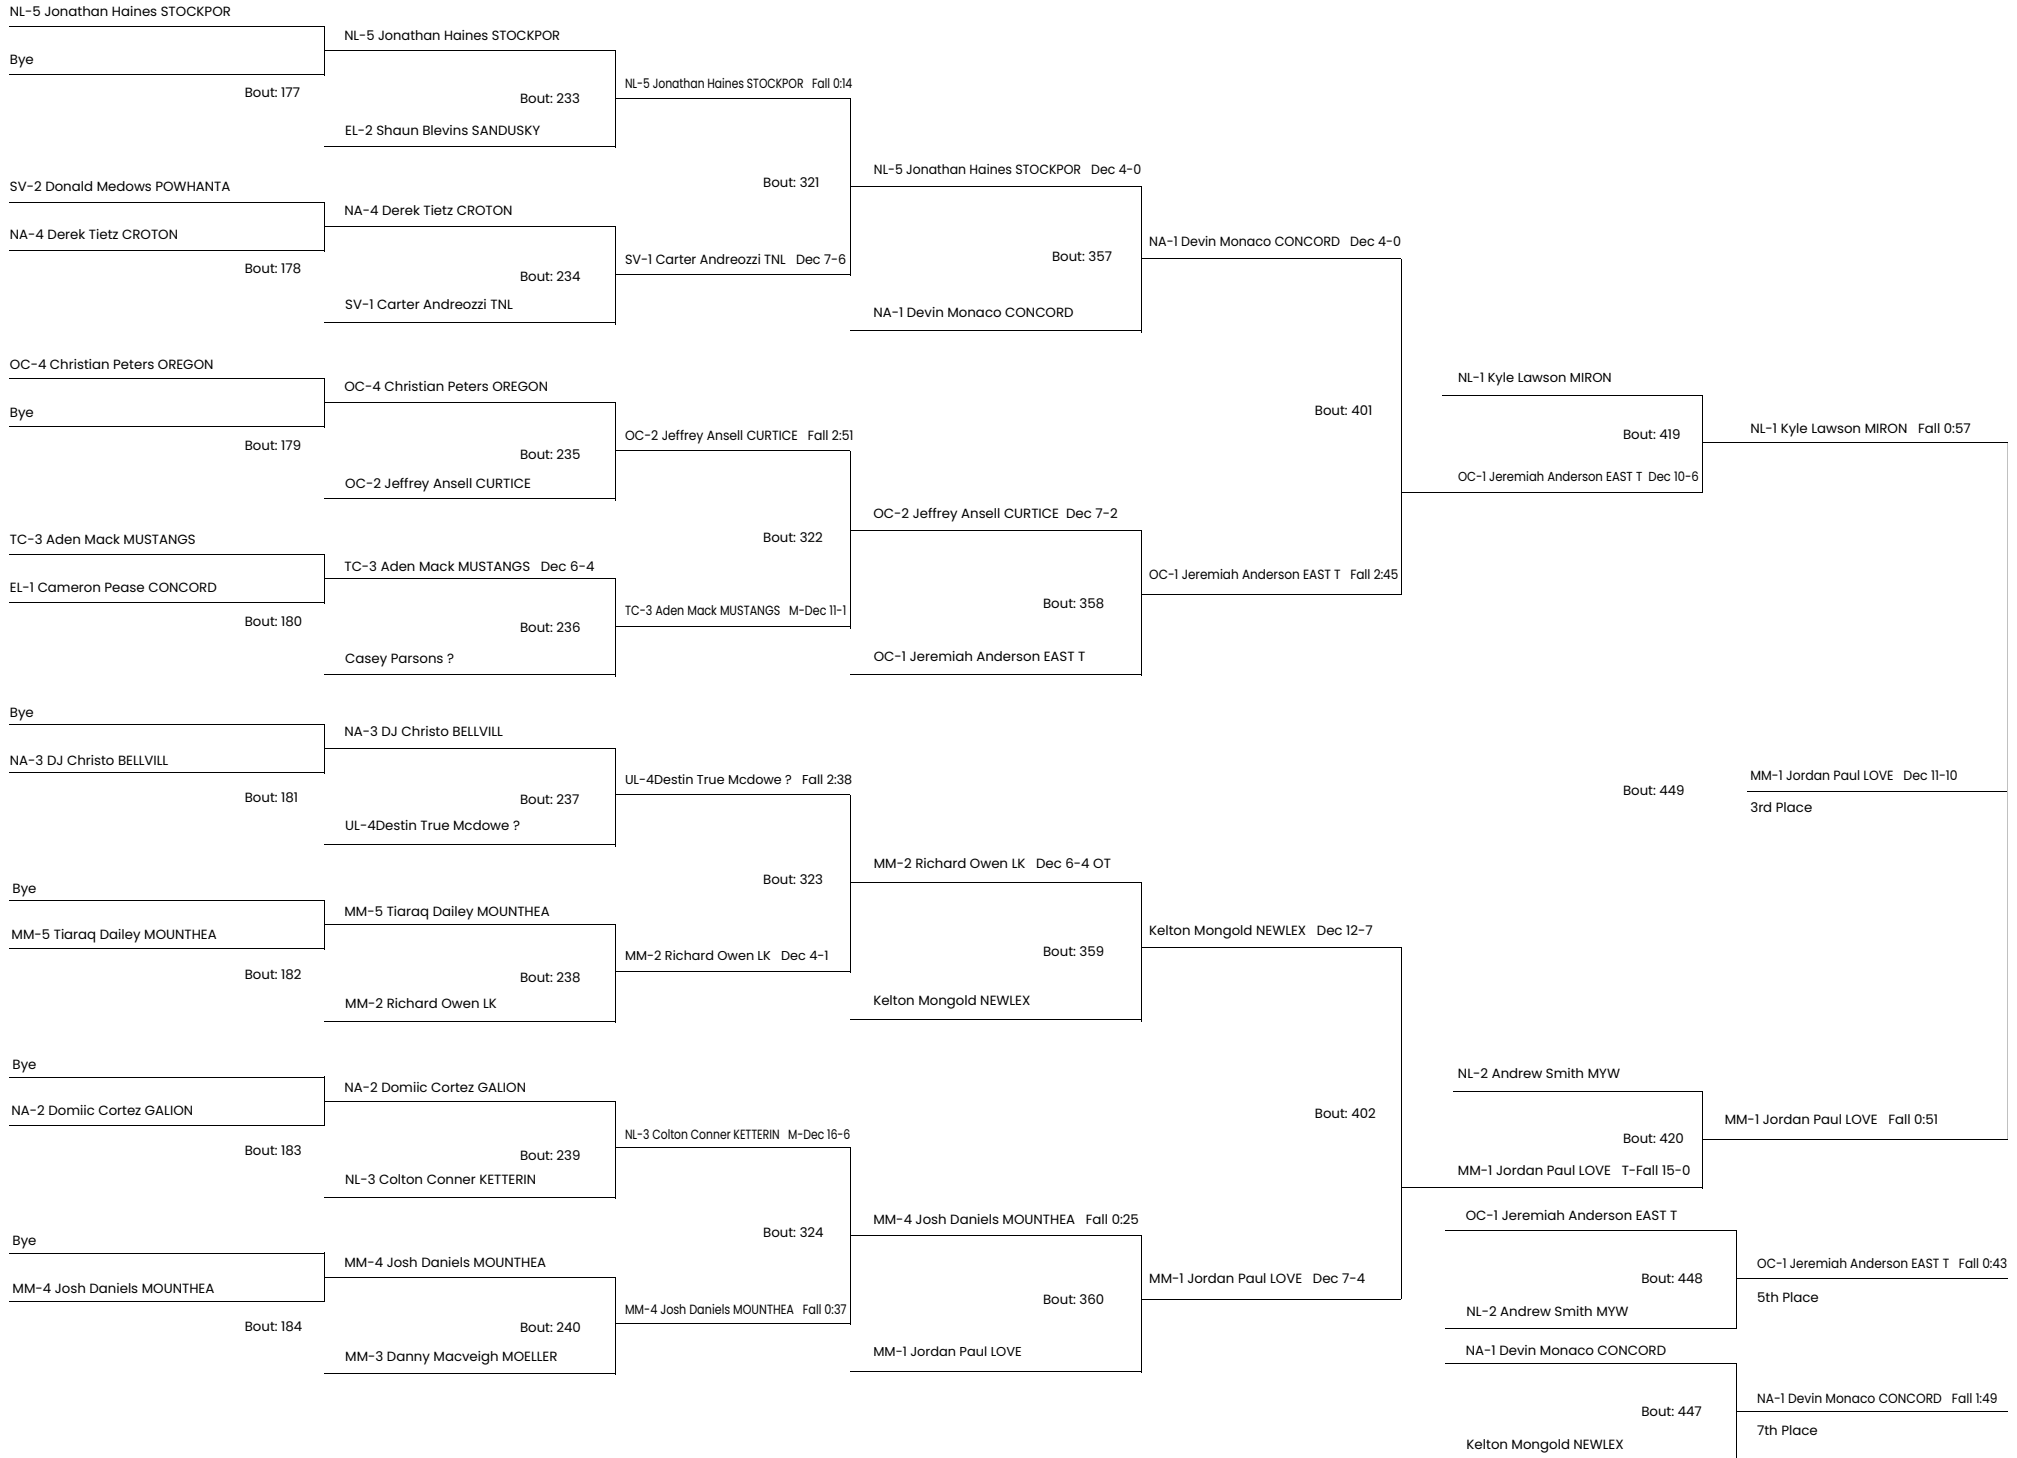 NL-5 Jonathan Haines STOCKPOR
Bye
Bout: 177
SV-2 Donald Medows POWHANTA
NA-4 Derek Tietz CROTON
Bout: 178
OC-4 Christian Peters OREGON
Bye
Bout: 179
TC-3 Aden Mack MUSTANGS
EL-1 Cameron Pease CONCORD
Bout: 180
Bye
NA-3 DJ Christo BELLVILL
Bout: 181
Bye
MM-5 Tiaraq Dailey MOUNTHEA
Bout: 182
Bye
NA-2 Domiic Cortez GALION
Bout: 183
Bye
MM-4 Josh Daniels MOUNTHEA
Bout: 184
NL-5 Jonathan Haines STOCKPOR
Bout: 233
EL-2 Shaun Blevins SANDUSKY
NA-4 Derek Tietz CROTON
Bout: 234
SV-1 Carter Andreozzi TNL
OC-4 Christian Peters OREGON
Bout: 235
OC-2 Jeffrey Ansell CURTICE
TC-3 Aden Mack MUSTANGS Dec 6-4
Bout: 236
Casey Parsons ?
NA-3 DJ Christo BELLVILL
Bout: 237
UL-4Destin True Mcdowe ?
MM-5 Tiaraq Dailey MOUNTHEA
Bout: 238
MM-2 Richard Owen LK
NA-2 Domiic Cortez GALION
Bout: 239
NL-3 Colton Conner KETTERIN
MM-4 Josh Daniels MOUNTHEA
Bout: 240
MM-3 Danny Macveigh MOELLER
NL-5 Jonathan Haines STOCKPOR Fall 0:14
Bout: 321
SV-1 Carter Andreozzi TNL Dec 7-6
OC-2 Jeffrey Ansell CURTICE Fall 2:51
Bout: 322
TC-3 Aden Mack MUSTANGS M-Dec 11-1
UL-4Destin True Mcdowe ? Fall 2:38
Bout: 323
MM-2 Richard Owen LK Dec 4-1
NL-3 Colton Conner KETTERIN M-Dec 16-6
Bout: 324
MM-4 Josh Daniels MOUNTHEA Fall 0:37
NL-5 Jonathan Haines STOCKPOR Dec 4-0
Bout: 357
NA-1 Devin Monaco CONCORD
OC-2 Jeffrey Ansell CURTICE Dec 7-2
Bout: 358
OC-1 Jeremiah Anderson EAST T
MM-2 Richard Owen LK Dec 6-4 OT
Bout: 359
Kelton Mongold NEWLEX
MM-4 Josh Daniels MOUNTHEA Fall 0:25
Bout: 360
MM-1 Jordan Paul LOVE
NA-1 Devin Monaco CONCORD Dec 4-0
Bout: 401
OC-1 Jeremiah Anderson EAST T Fall 2:45
Kelton Mongold NEWLEX Dec 12-7
Bout: 402
MM-1 Jordan Paul LOVE Dec 7-4
NL-1 Kyle Lawson MIRON
Bout: 419
OC-1 Jeremiah Anderson EAST T Dec 10-6
NL-2 Andrew Smith MYW
Bout: 420
MM-1 Jordan Paul LOVE T-Fall 15-0
NL-1 Kyle Lawson MIRON Fall 0:57
Bout: 449
MM-1 Jordan Paul LOVE Dec 11-10
3rd Place
MM-1 Jordan Paul LOVE Fall 0:51
OC-1 Jeremiah Anderson EAST T
Bout: 448
NL-2 Andrew Smith MYW
OC-1 Jeremiah Anderson EAST T Fall 0:43
5th Place
NA-1 Devin Monaco CONCORD
Bout: 447
Kelton Mongold NEWLEX
NA-1 Devin Monaco CONCORD Fall 1:49
7th Place